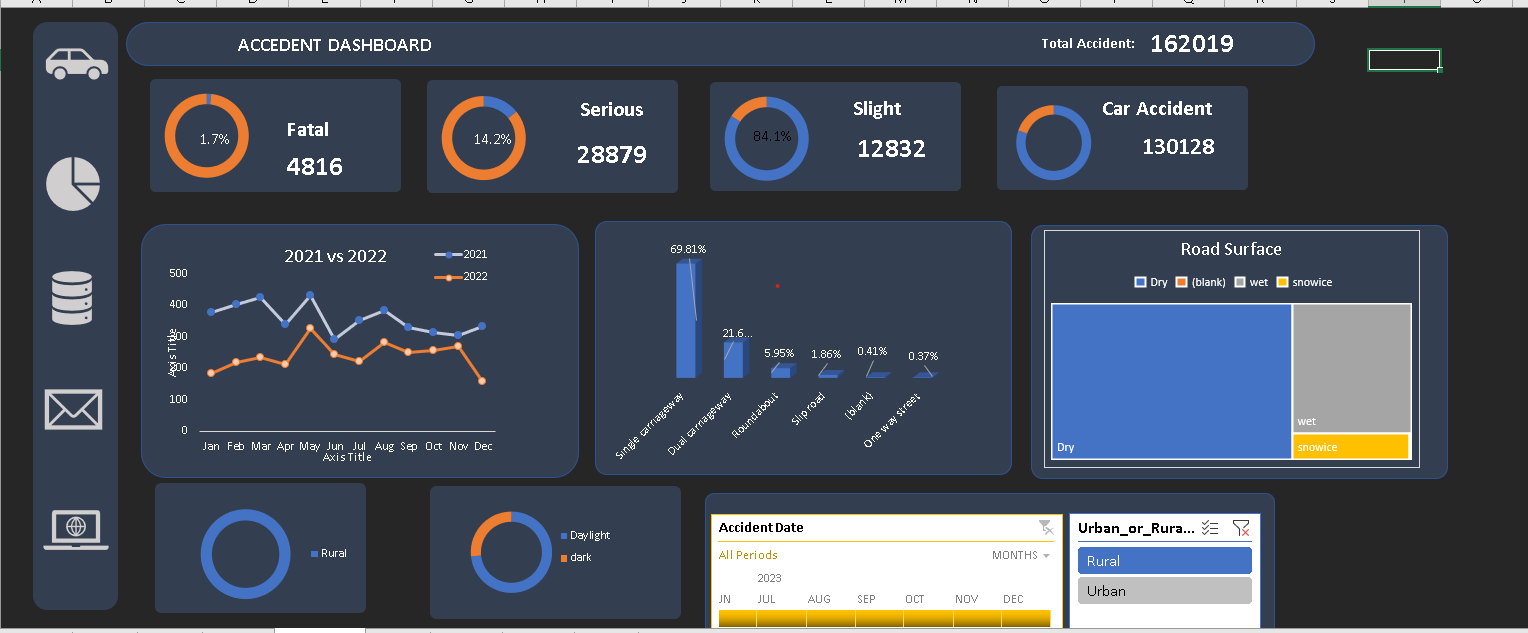 ACCEDENT DASHBOARD
Total Accident: 162019
1.7%
Fatal
4816
14.2%
Serious
28879
84.1%
Slight
12832
Car Accident
130128
2021 vs 2022
2021
2022
500
400
300
200
100
0
Axis Title
Jan Feb Mar Apr May Jun Jul Aug Sep Oct Nov Dec
Axis Title
69.81%
21.6...
5.95%
1.86%
0.41%
0.37%
Single carriageway
Dual carriageway
Roundabout
Slip road
(blank)
One way street
Road Surface
Dry (blank) wet snowice
Dry
wet
snowice
Rural
Daylight
dark
Accident Date
All Periods MONTHS
2023
JN JUL AUG SEP OCT NOV DEC
Urban_or_Rura...
Rural
Urban